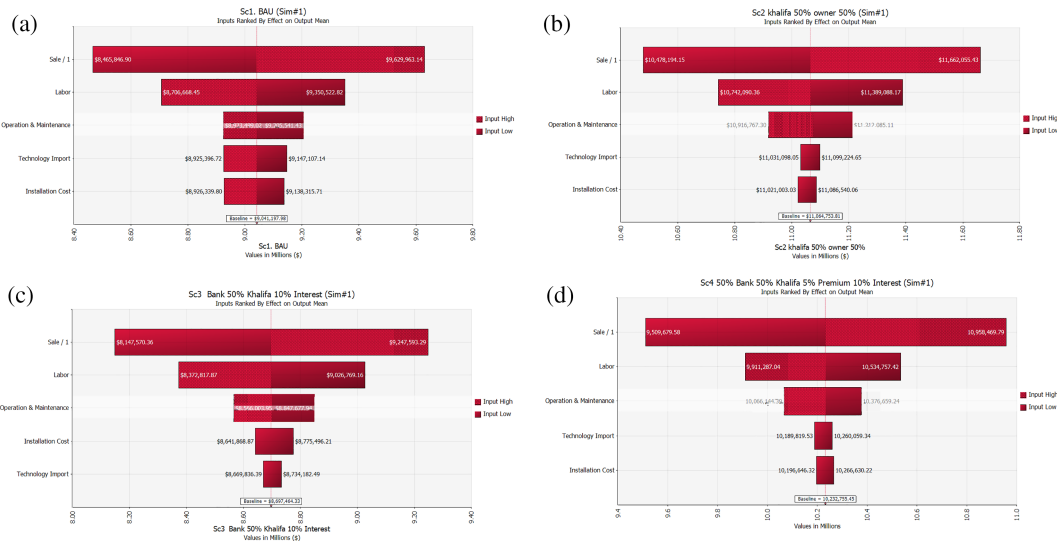 (a)
Sc1. BAU (Sim#1)
Inputs Ranked By Effect on Output Mean
Sale / 1
$8,465,846.90
$9,629,963.14
Labor
$8,706,668.45
$9,350,522.82
Operation & Maintenance
Technology Import
$8,925,396.72
$9,147,107.14
Installation Cost
$8,926,339.80
$9,138,315.71
Input High
Input Low
Baseline = $9,041,197.98
8.40
8.60
8.80
9.00
9.20
9.40
9.60
9.80
Sc1. BAU
Values in Millions ($)
(b)
Sc2 khalifa 50% owner 50% (Sim#1)
Inputs Ranked By Effect on Output Mean
Sale / 1
$10,478,194.15
$11,662,055.43
Labor
$10,742,090.36
$11,389,088.17
Operation & Maintenance
$10,916,767.30
Technology Import
$11,031,098.05
$11,099,224.65
Installation Cost
$11,021,003.03
$11,086,540.06
Input High
Input Low
Baseline = $11,064,753.81
10.40
10.60
10.80
11.00
11.20
11.40
11.60
11.80
Sc2 khalifa 50% owner 50%
Values in Millions ($)
(c)
Sc3 Bank 50% Khalifa 10% Interest (Sim#1)
Inputs Ranked By Effect on Output Mean
Sale / 1
$8,147,570.36
$9,247,593.29
Labor
$8,372,817.87
$9,026,769.16
Operation & Maintenance
Installation Cost
$8,641,868.87
$8,775,496.21
Technology Import
$8,669,836.39
$8,734,182.49
Input High
Input Low
Baseline = $8,697,464.33
8.00
8.20
8.40
8.60
8.80
9.00
9.20
9.40
Sc3 Bank 50% Khalifa 10% Interest
Values in Millions ($)
(d)
Sc4 50% Bank 50% Khalifa 5% Premium 10% Interest (Sim#1)
Inputs Ranked By Effect on Output Mean
Sale / 1
9,509,679.58
10,958,469.79
Labor
9,911,287.04
10,534,757.42
Operation & Maintenance
10,376,659.24
Technology Import
10,189,819.53
10,260,059.34
Installation Cost
10,196,646.32
10,266,630.22
Input High
Input Low
Baseline = 10,232,755.45
9.4
9.6
9.8
10.0
10.2
10.4
10.6
10.8
11.0
Values in Millions